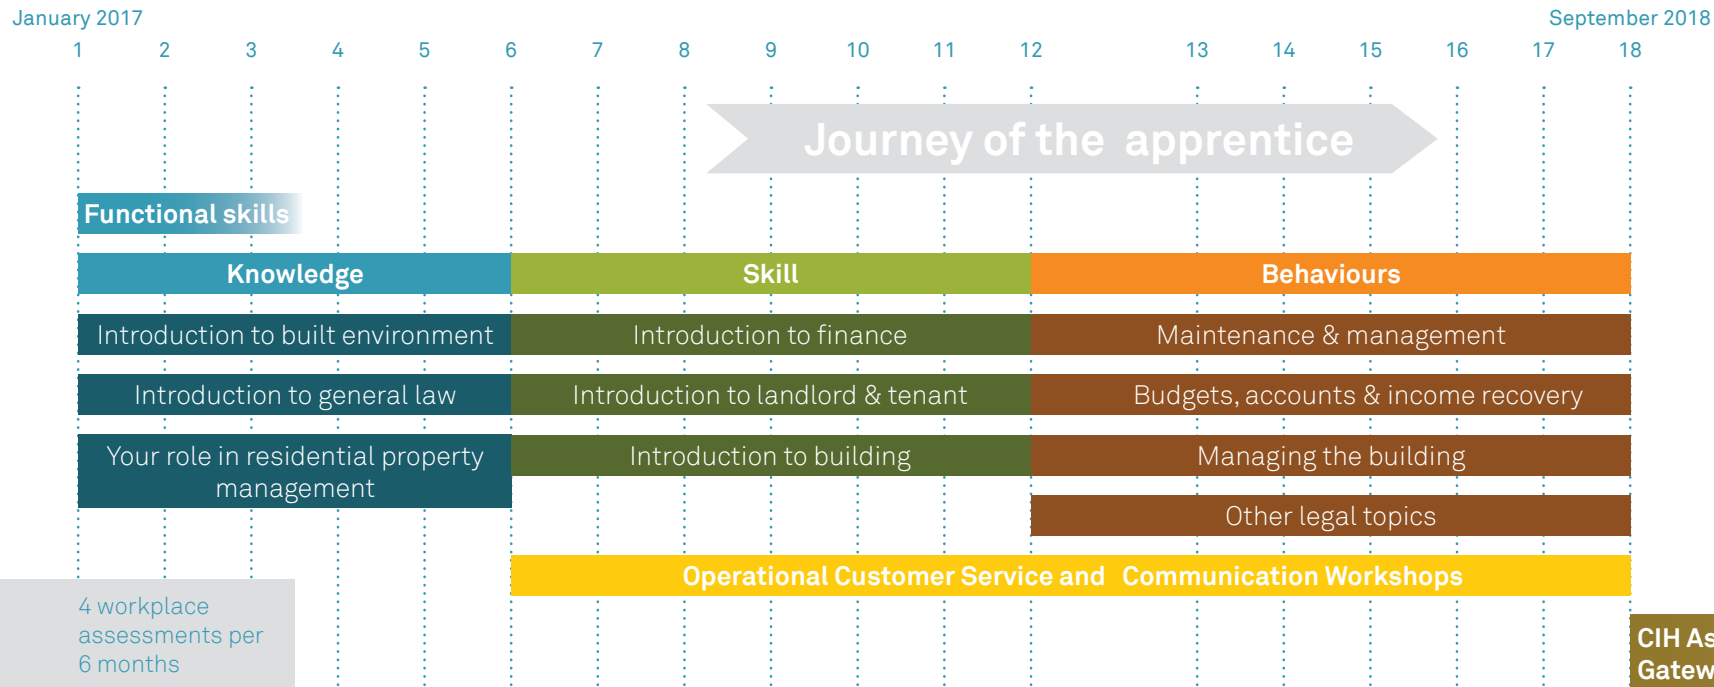 January 2017
September 2018
1 2 3 4 5 6 7 8 9 10 11 12 13 14 15 16 17 18
Journey of the apprentice
Functional skills
Knowledge
Skill
Behaviours
Introduction to built environment
Introduction to finance
Maintenance & management
Introduction to general law
Introduction to landlord & tenant
Budgets, accounts & income recovery
Your role in residential property
management
Introduction to building
Managing the building
Other legal topics
Operational Customer Service and Communication Workshops
4 workplace
assessments per
6 months
CIH